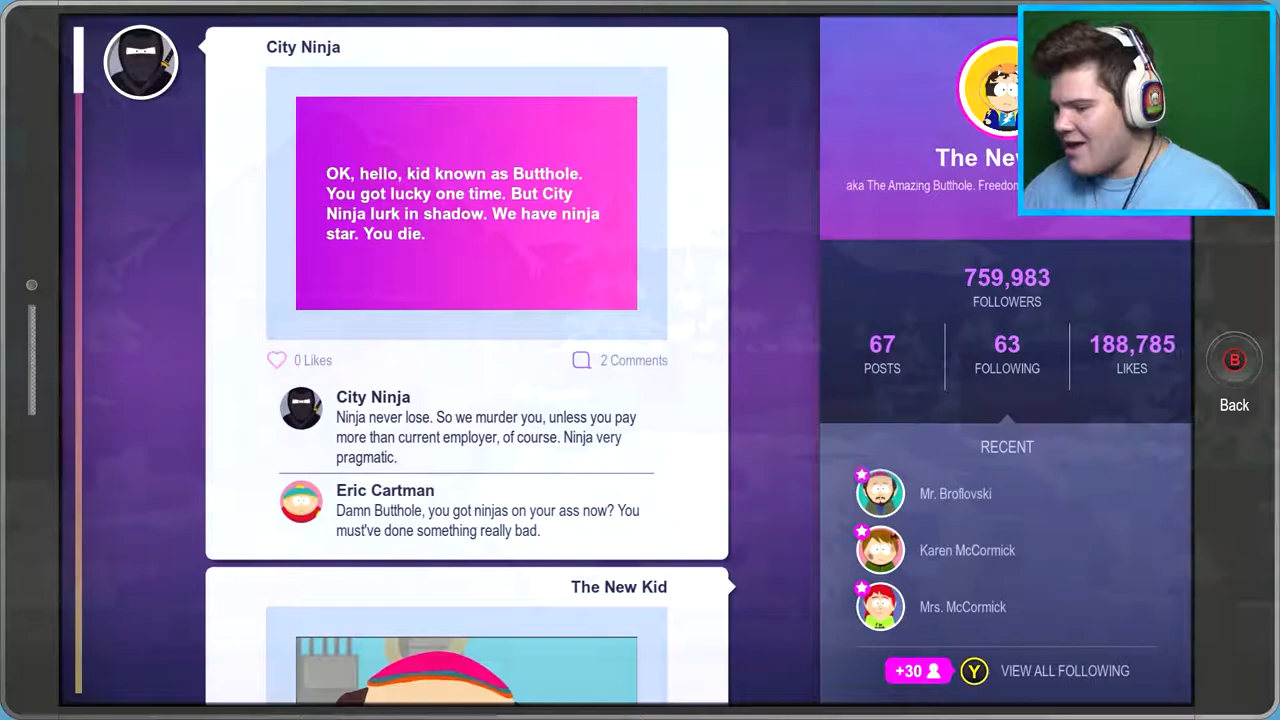 City Ninja
OK, hello, kid known as Butthole.
You got lucky one time. But City
Ninja lurk in shadow. We have ninja
star. You die.
0 Likes
2 Comments
City Ninja
Ninja never lose. So we murder you, unless you pay
more than current employer, of course. Ninja very
pragmatic.
Eric Cartman
Damn Butthole, you got ninjas on your ass now? You
must've done something really bad.
The New Kid
The Ne
aka The Amazing Butthole. Freedom
759,983
FOLLOWERS
67
POSTS
63
FOLLOWING
188,785
LIKES
RECENT
Mr. Broflovski
Karen McCormick
Mrs. McCormick
+30
Y
VIEW ALL FOLLOWING
B
Back